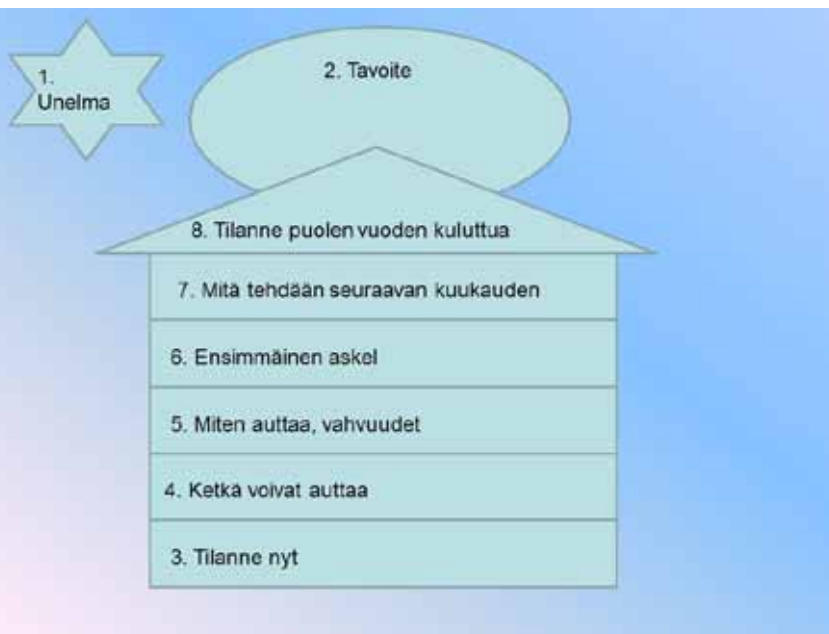 1.
Unelma
2. Tavoite
8. Tilanne puolen vuoden kuluttua
7. Mitä tehdään seuraavan kuukauden
6. Ensimmäinen askel
5. Miten auttaa, vahvuudet
4. Ketkä voivat auttaa
3. Tilanne nyt